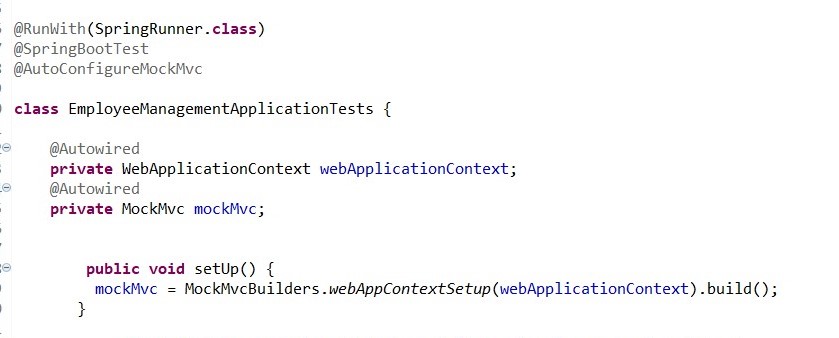 @RunWith(SpringRunner.class)
@SpringBootTest
@AutoConfigureMockMvc
class EmployeeManagementApplicationTests {
@Autowired
private WebApplicationContext webApplicationContext;
@Autowired
private MockMvc mockMvc;
public void setUp() {
mockMvc = MockMvcBuilders.webAppContextSetup(webApplicationContext).build();
}